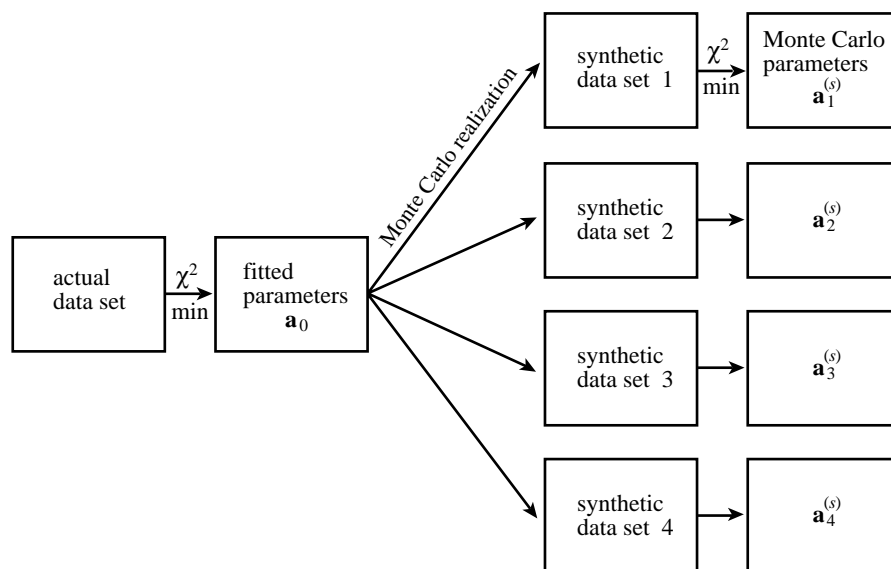 actual
data set
χ²
min
fitted
parameters
a₀
Monte Carlo realization
synthetic
data set 1
χ²
min
Monte Carlo
parameters
a₁⁽ˢ⁾
synthetic
data set 2
a₂⁽ˢ⁾
synthetic
data set 3
a₃⁽ˢ⁾
synthetic
data set 4
a₄⁽ˢ⁾